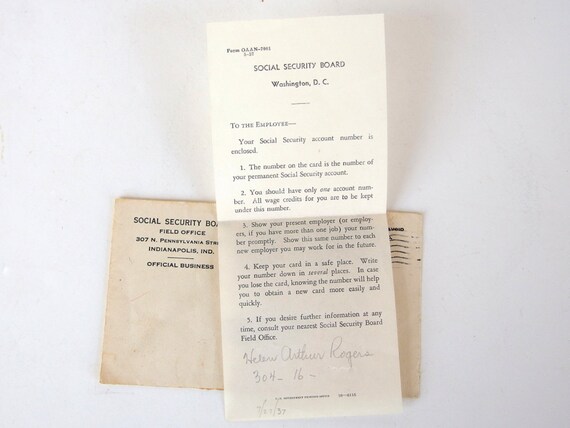 Form OAAN-7001
SOCIAL SECURITY BOARD
Washington, D. C.
TO THE EMPLOYEE—
Your Social Security account number is
enclosed.
1. The number on the card is the number of
your permanent Social Security account.
2. You should have only one account num-
ber. All wage credits for you are to be kept
under this number.
3. Show your present employer (or employ-
ers, if you have more than one job) your num-
ber promptly. Show this same number to each
new employer you may work for in the future.
4. Keep your card in a safe place. Write
your number down in several places. In case
you lose the card, knowing the number will help
you to obtain a new card more easily and
quickly.
5. If you desire further information at any
time, consult your nearest Social Security Board
Field Office.
Helen Arthur Rogers
304- 16 -
SOCIAL SECURITY BOA
FIELD OFFICE
307 N. PENNSYLVANIA STRE
INDIANAPOLIS, IND.
OFFICIAL BUSINESS